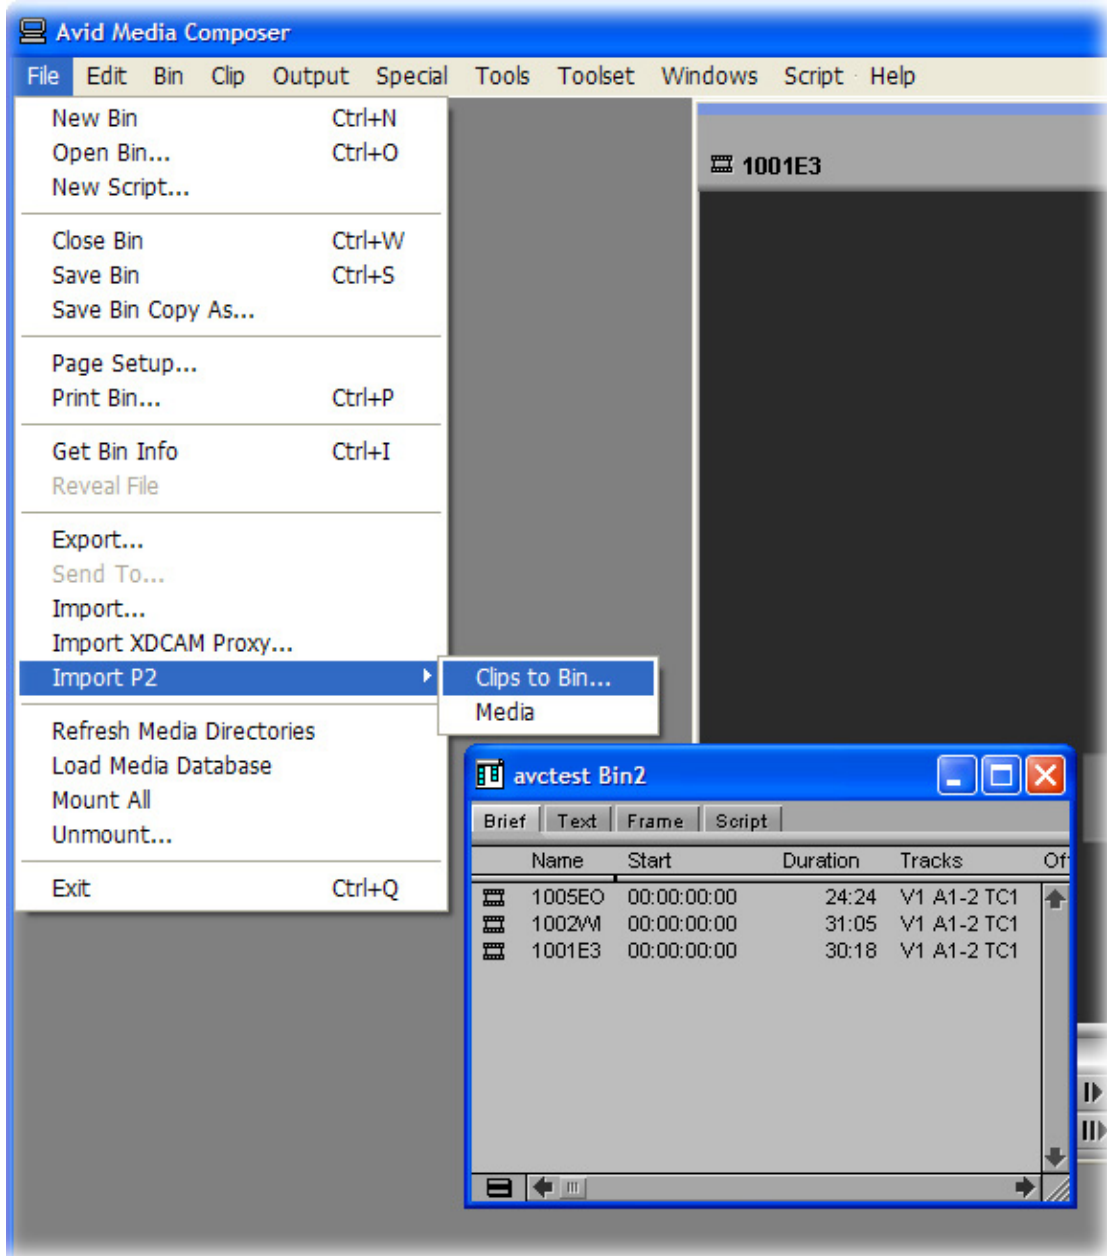 Avid Media Composer
File Edit Bin Clip Output Special Tools Toolset Windows Script Help
New Bin Ctrl+N
Open Bin... Ctrl+O
New Script...
Close Bin Ctrl+W
Save Bin Ctrl+S
Save Bin Copy As...
Page Setup...
Print Bin... Ctrl+P
Get Bin Info Ctrl+I
Reveal File
Export...
Send To...
Import...
Import XDCAM Proxy...
Import P2
Refresh Media Directories
Load Media Database
Mount All
Unmount...
Exit Ctrl+Q
Clips to Bin...
Media
1001E3
avctest Bin2
Brief Text Frame Script
Name Start Duration Tracks Of
1005EO 00:00:00:00 24:24 V1 A1-2 TC1
1002WI 00:00:00:00 31:05 V1 A1-2 TC1
1001E3 00:00:00:00 30:18 V1 A1-2 TC1